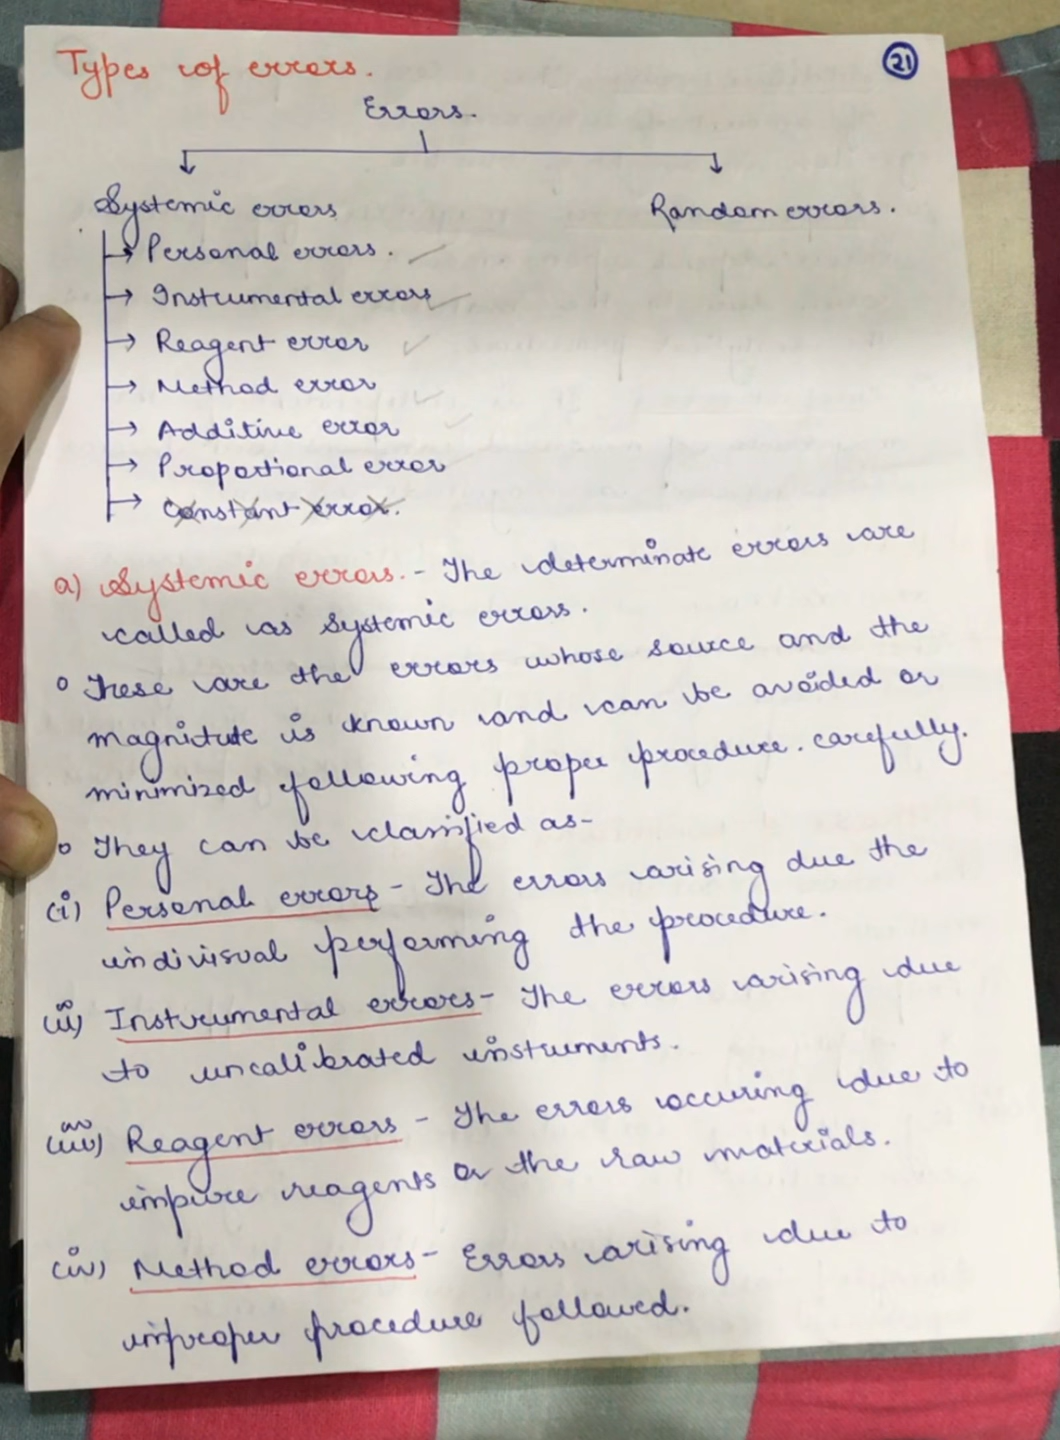 Types of errors.
21
Errors.
Systemic errors
Random errors.
Personal errors.
Instrumental errors
Reagent error
Method error
Additive error
Proportional error
Constant error.
a) Systemic errors. - The determinate errors are
called as systemic errors.
These are the errors whose source and the
magnitute is known and can be avoided or
minimized following proper procedure. carefully.
They can be classified as-
(i) Personal errors - The errors arising due the
indivisual performing the procedure.
(ii) Instrumental errors- The errors arising due
to uncalibrated instruments.
(iii) Reagent errors - The errors occuring due to
impure reagents or the raw materials.
(iv) Method errors- Errors arising due to
improper procedure followed.